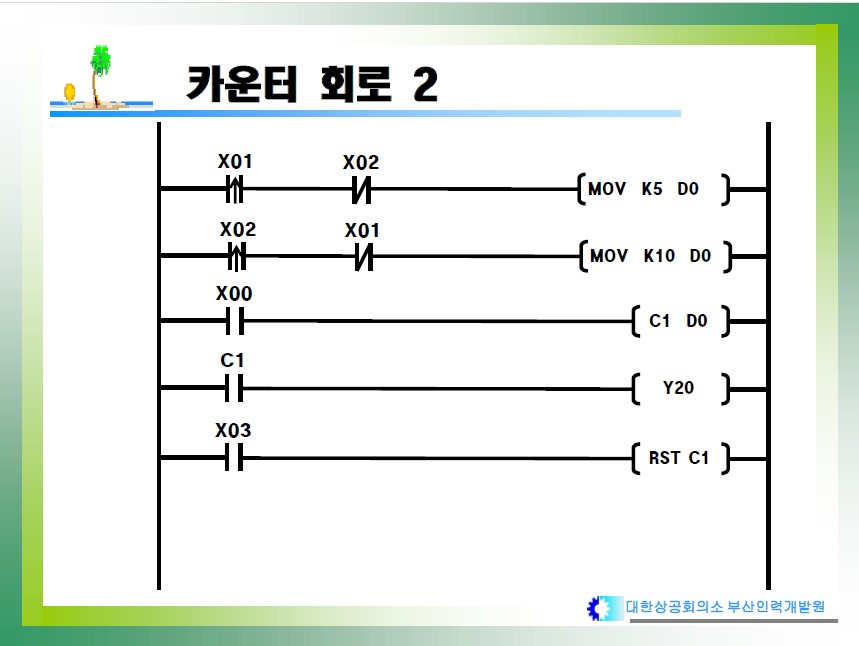 카운터 회로 2
X01 X02
MOV K5 D0
X02 X01
MOV K10 D0
X00
C1 D0
C1
Y20
X03
RST C1
대한상공회의소 부산인력개발원